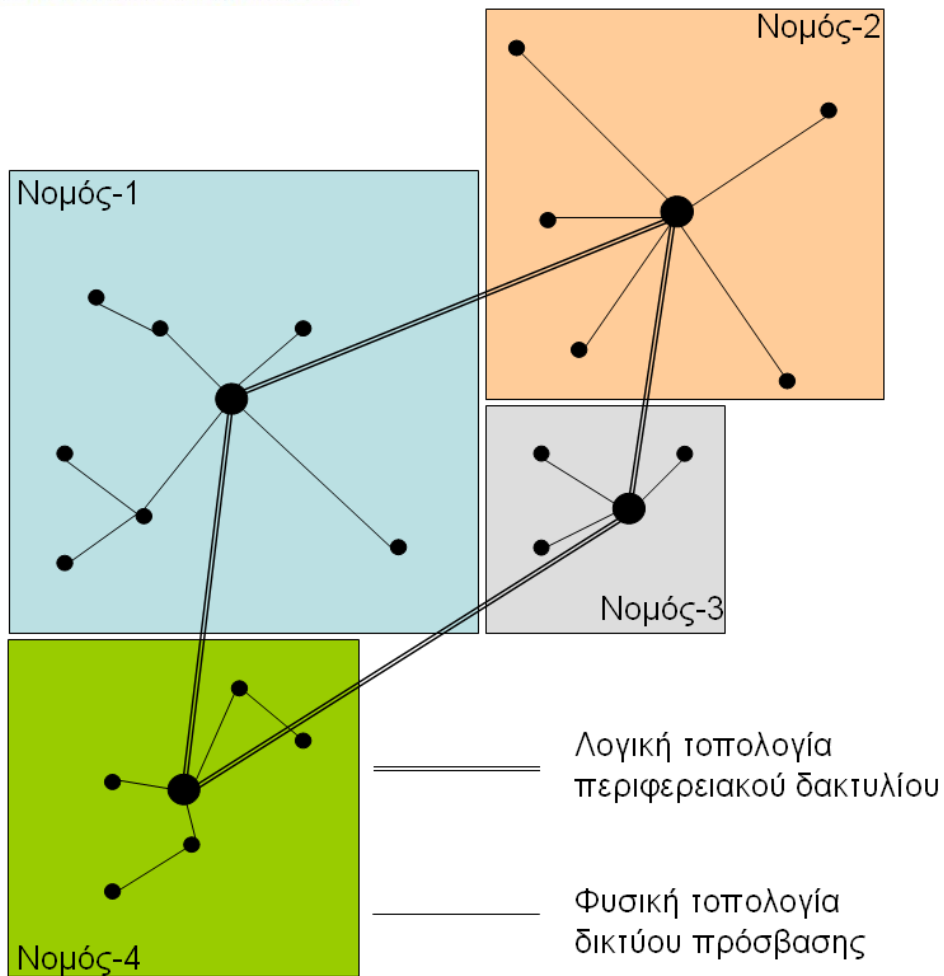 Νομός-2
Νομός-1
Νομός-3
Λογική τοπολογία
περιφερειακού δακτυλίου
Φυσική τοπολογία
δικτύου πρόσβασης
Νομός-4